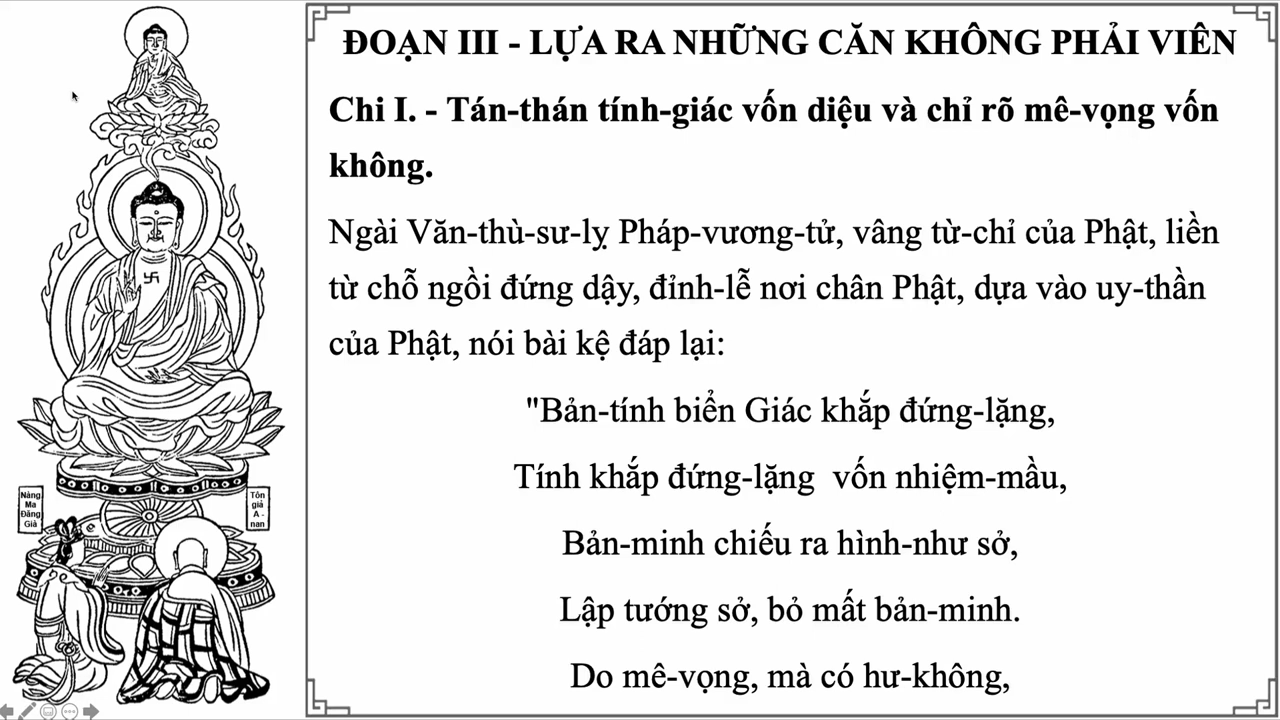 ĐOẠN III - LỰA RA NHỮNG CĂN KHÔNG PHẢI VIÊN
Chi I. - Tán-thán tính-giác vốn diệu và chỉ rõ mê-vọng vốn
không.
Ngài Văn-thù-sư-lỵ Pháp-vương-tử, vâng từ-chỉ của Phật, liền
từ chỗ ngồi đứng dậy, đỉnh-lễ nơi chân Phật, dựa vào uy-thần
của Phật, nói bài kệ đáp lại:
"Bản-tính biển Giác khắp đứng-lặng,
Tính khắp đứng-lặng vốn nhiệm-mầu,
Bản-minh chiếu ra hình-như sở,
Lập tướng sở, bỏ mất bản-minh.
Do mê-vọng, mà có hư-không,
Nàng
Ma
Đăng
Già
Tôn
giả
A -
nan